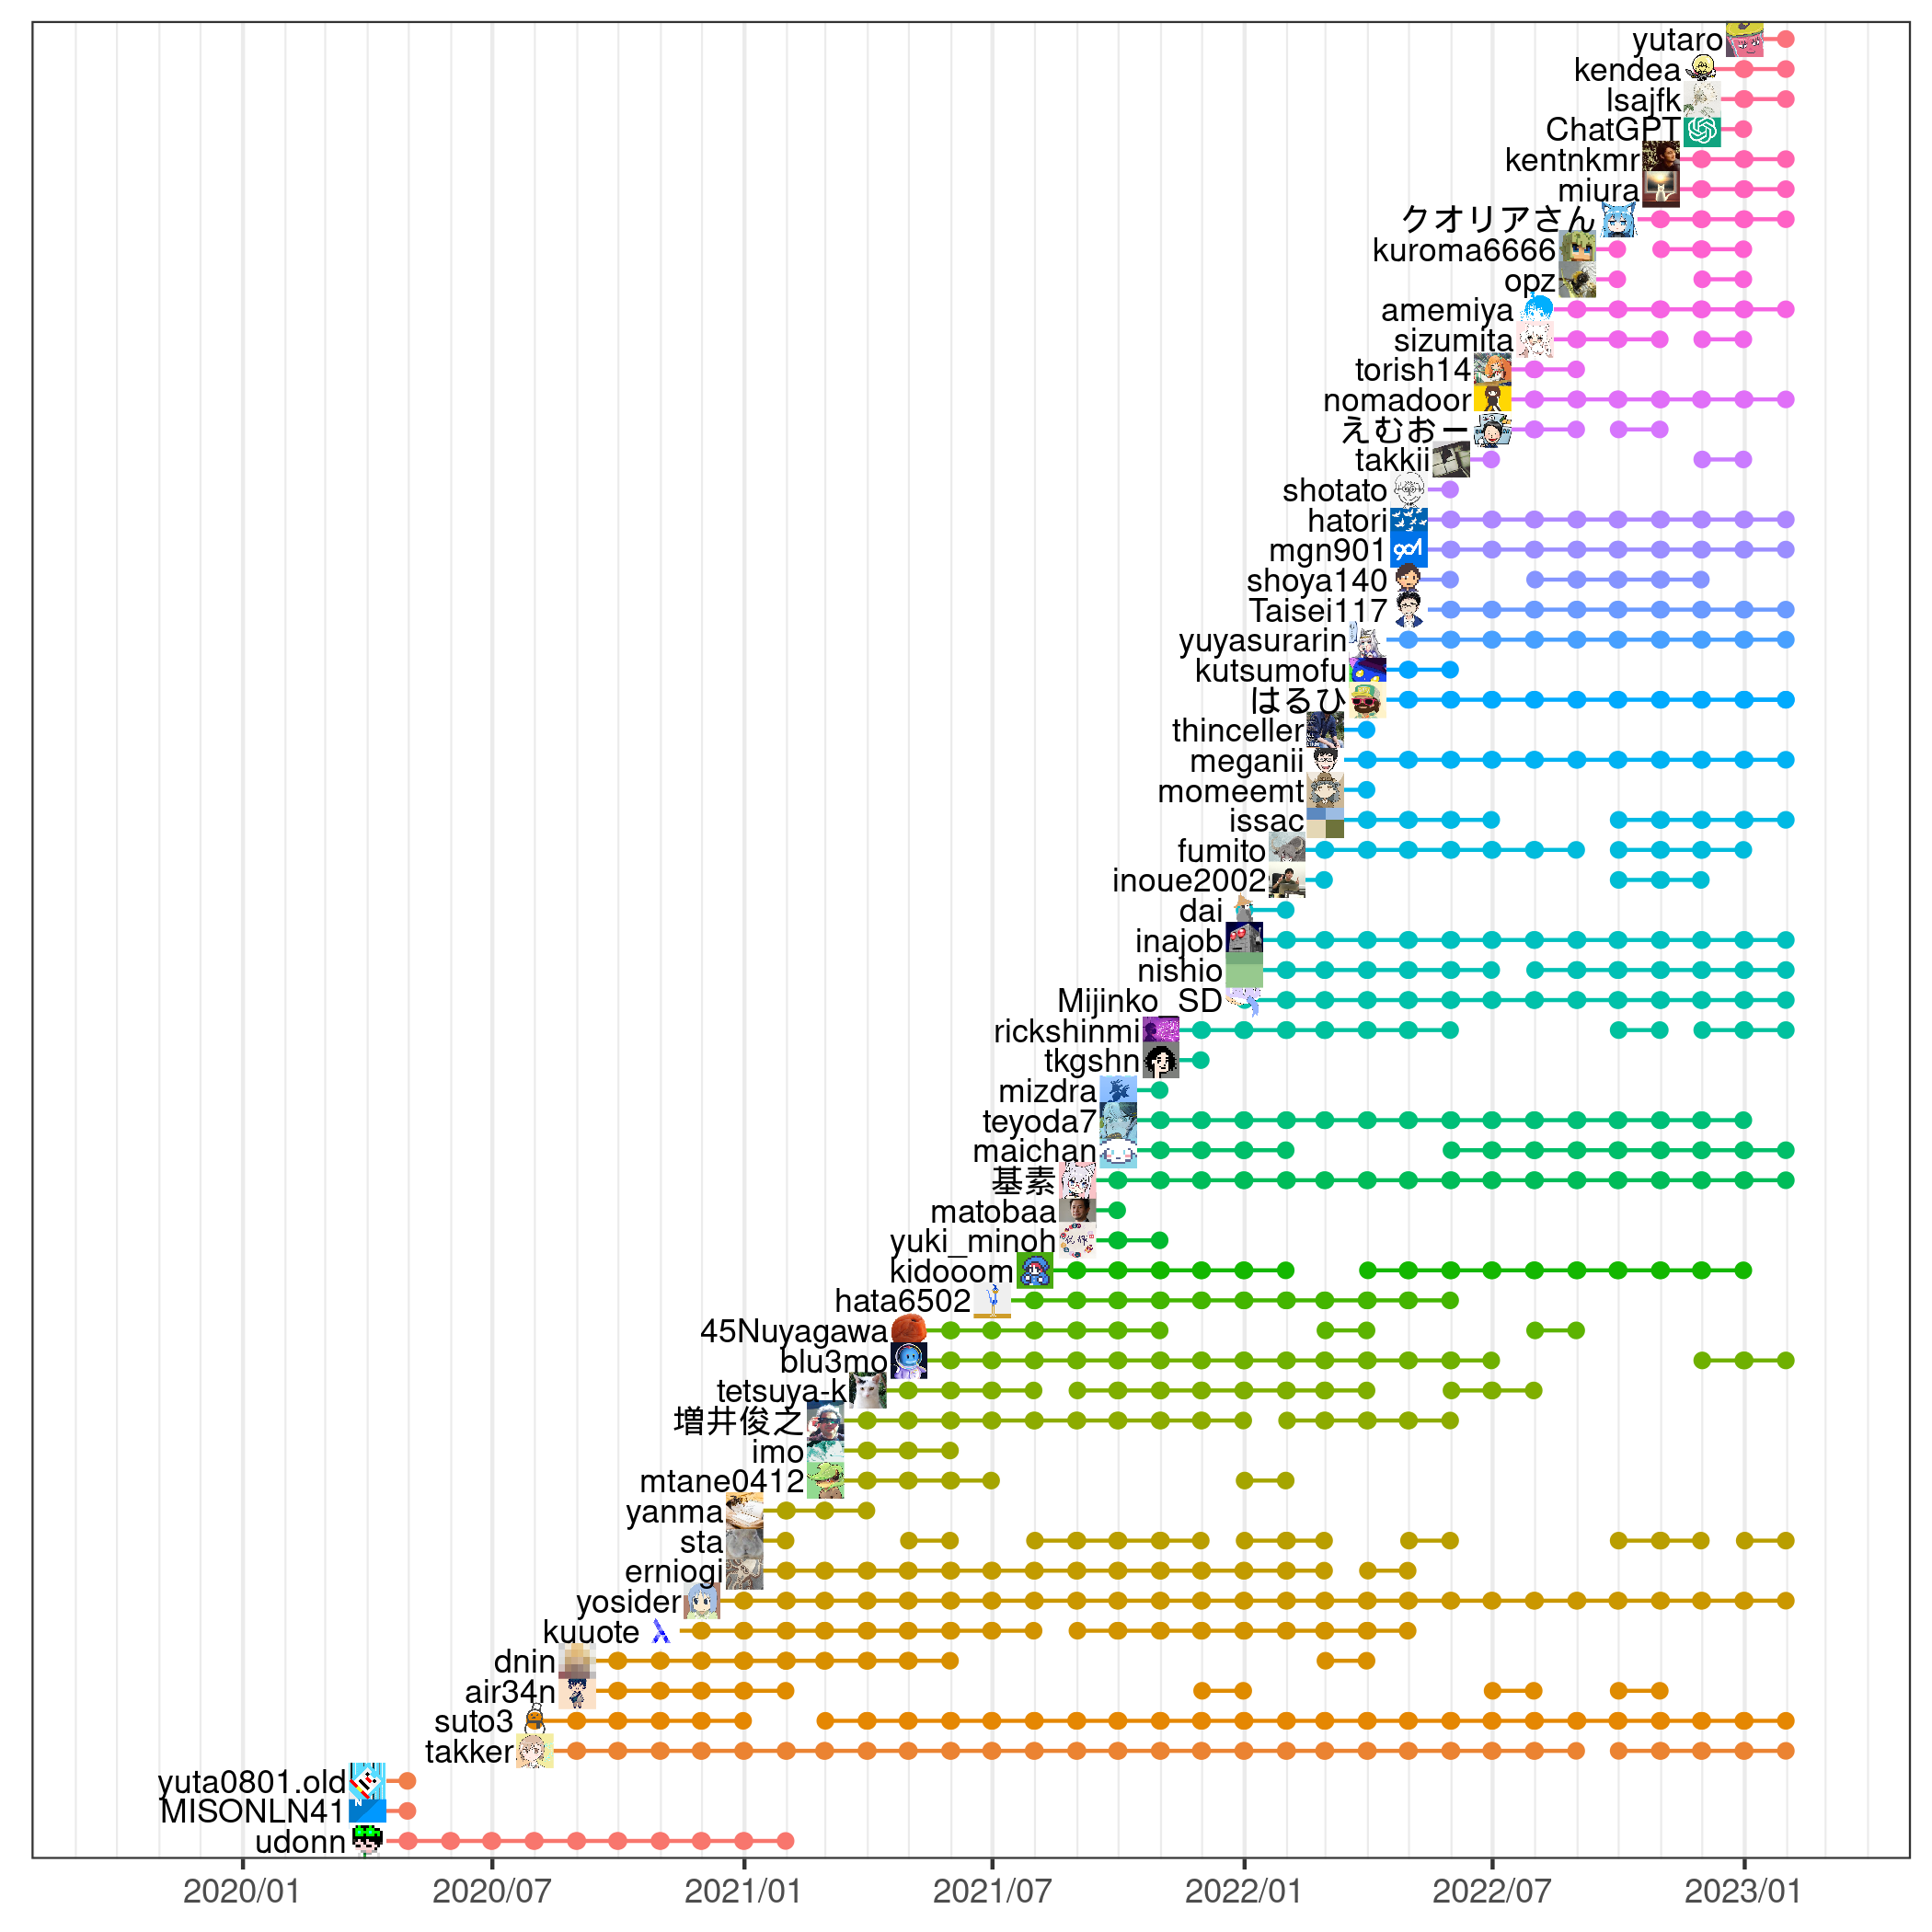 yutaro
kendea
lsajfk
ChatGPT
kentnkmr
miura
クオリアさん
kuroma6666
opz
amemiya
sizumita
torish14
nomadoor
えむおー
takkii
shotato
hatori
mgn901
shoya140
Taisei117
yuyasurarin
kutsumofu
はるひ
thinceller
meganii
momeemt
issac
fumito
inoue2002
dai
inajob
nishio
Mijinko_SD
rickshinmi
tkgshn
mizdra
teyoda7
maichan
基素
matobaa
yuki_minoh
kidooom
hata6502
45Nuyagawa
blu3mo
tetsuya-k
増井俊之
imo
mtane0412
yanma
sta
erniogi
yosider
kuuote
dnin
air34n
suto3
takker
yuta0801.old
MISONLN41
udonn
2020/01 2020/07 2021/01 2021/07 2022/01 2022/07 2023/01